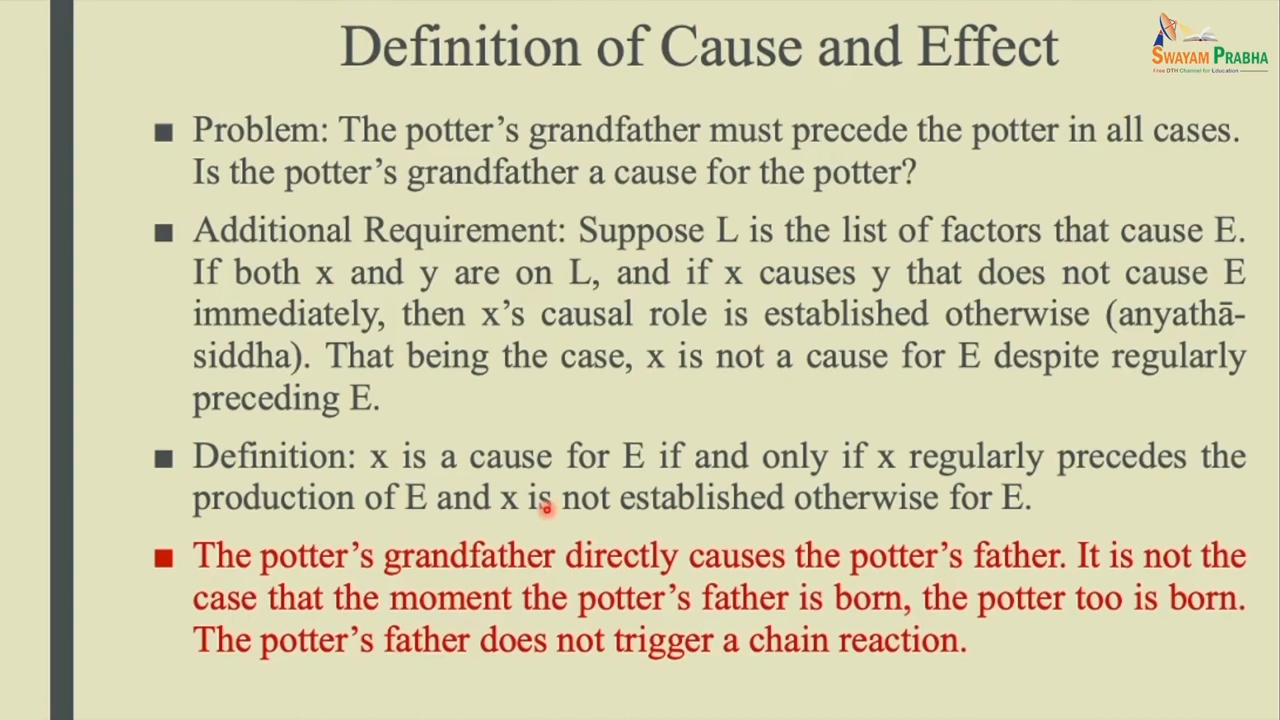 Definition of Cause and Effect
SWAYAM PRABHA
Free DTH Channel for Education
■ Problem: The potter’s grandfather must precede the potter in all cases.
Is the potter’s grandfather a cause for the potter?
■ Additional Requirement: Suppose L is the list of factors that cause E.
If both x and y are on L, and if x causes y that does not cause E
immediately, then x’s causal role is established otherwise (anyathā-
siddha). That being the case, x is not a cause for E despite regularly
preceding E.
■ Definition: x is a cause for E if and only if x regularly precedes the
production of E and x is not established otherwise for E.
■ The potter’s grandfather directly causes the potter’s father. It is not the
case that the moment the potter’s father is born, the potter too is born.
The potter’s father does not trigger a chain reaction.